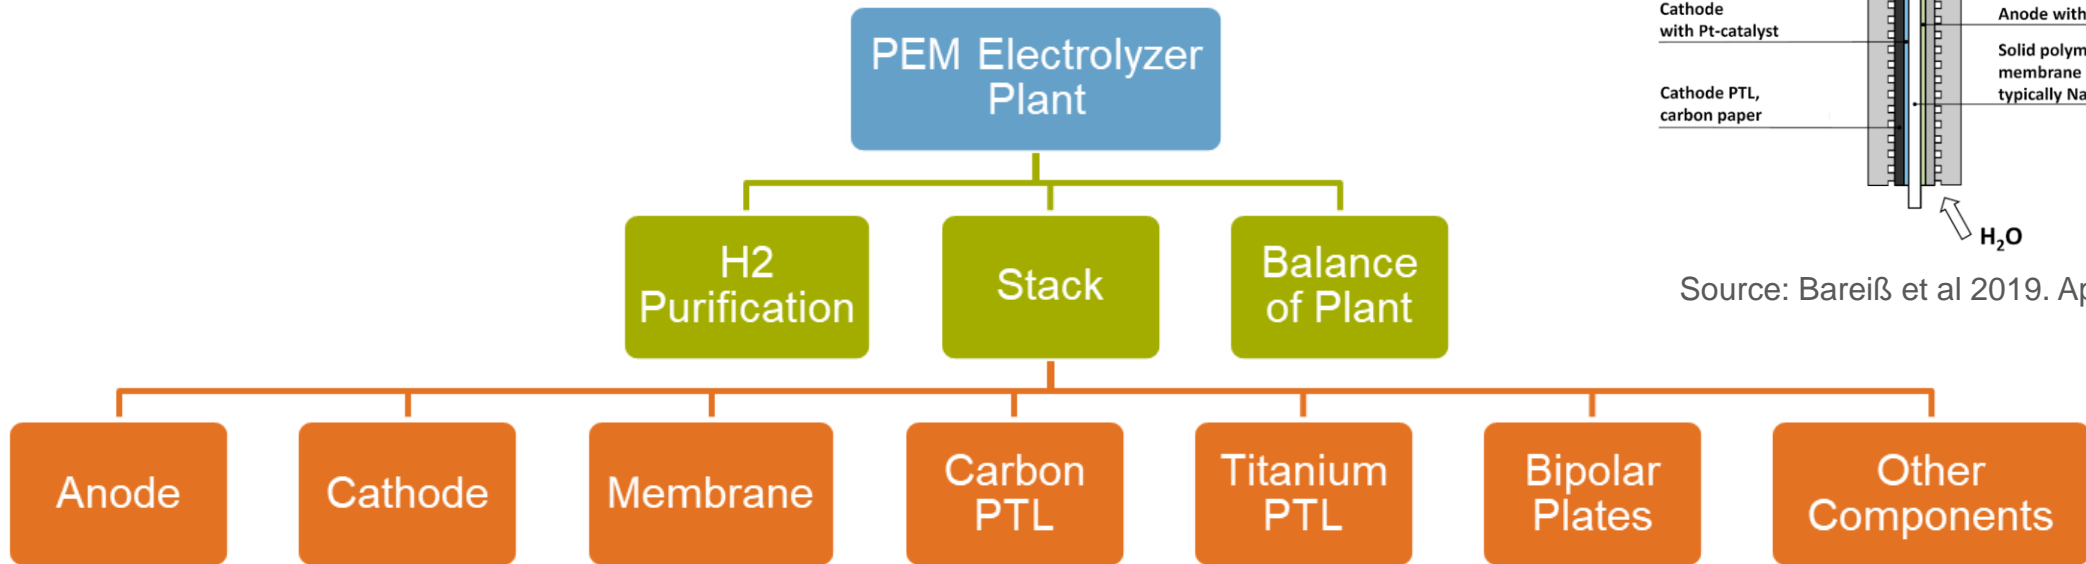 PEM Electrolyzer
Plant
H2
Purification
Stack
Balance
of Plant
Anode
Cathode
Membrane
Carbon
PTL
Titanium
PTL
Bipolar
Plates
Other
Components
Cathode
with Pt-catalyst
Cathode PTL,
carbon paper
Anode with
Solid
membrane
typically
H₂O
Source: Bareiß et al 2019.